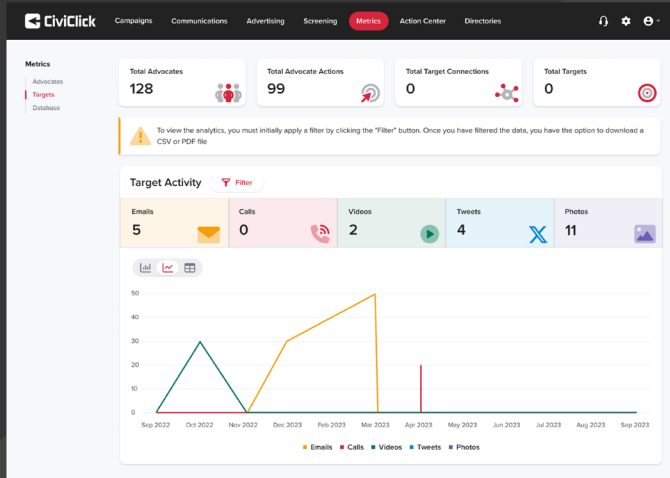 CiviClick
Campaigns Communications Advertising Screening Metrics Action Center Directories
Metrics
Advocates
Targets
Database
Total Advocates
128
Total Advocate Actions
99
Total Target Connections
0
Total Targets
0
To view the analytics, you must initially apply a filter by clicking the "Filter" button. Once you have filtered the data, you have the option to download a
CSV or PDF file
Target Activity Filter
Emails
5
Calls
0
Videos
2
Tweets
4
Photos
11
50
40
30
20
10
0
Sep 2022 Oct 2022 Nov 2022 Dec 2023 Feb 2023 Mar 2023 Apr 2023 May 2023 Jun 2023 Jul 2023 Aug 2023 Sep 2023
Emails Calls Videos Tweets Photos